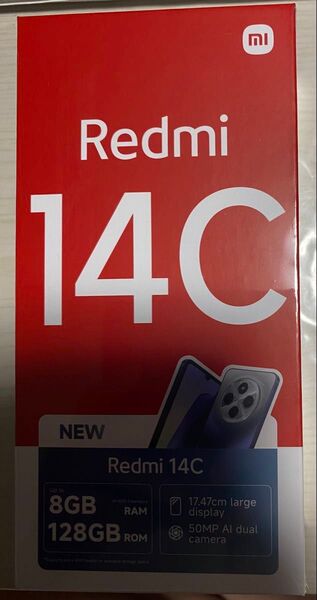 mi
Redmi
14C
NEW
Redmi 14C
8GB RAM
128GB ROM
17.47cm large
display
50MP AI dual
camera